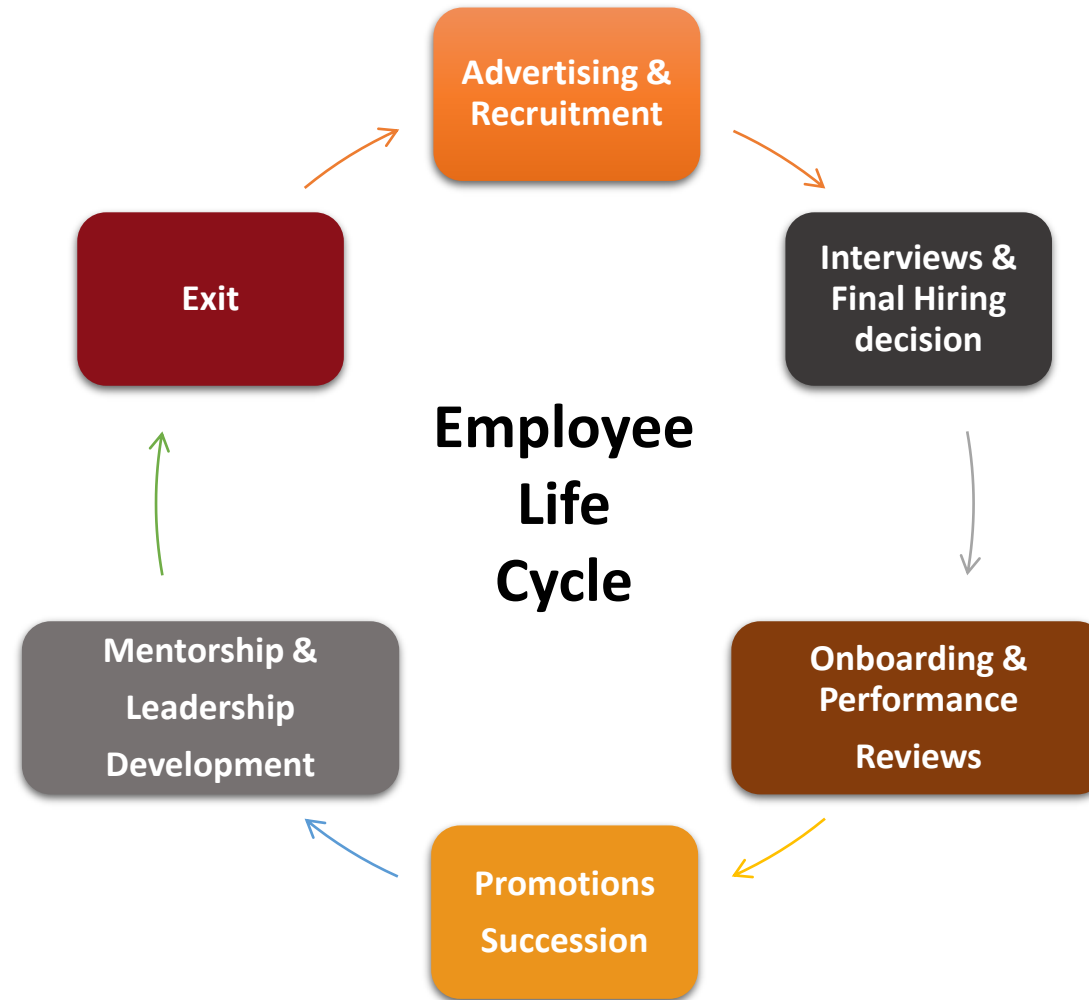 Advertising &
Recruitment
Interviews &
Final Hiring
decision
Onboarding &
Performance
Reviews
Promotions
Succession
Mentorship &
Leadership
Development
Exit
Employee
Life
Cycle